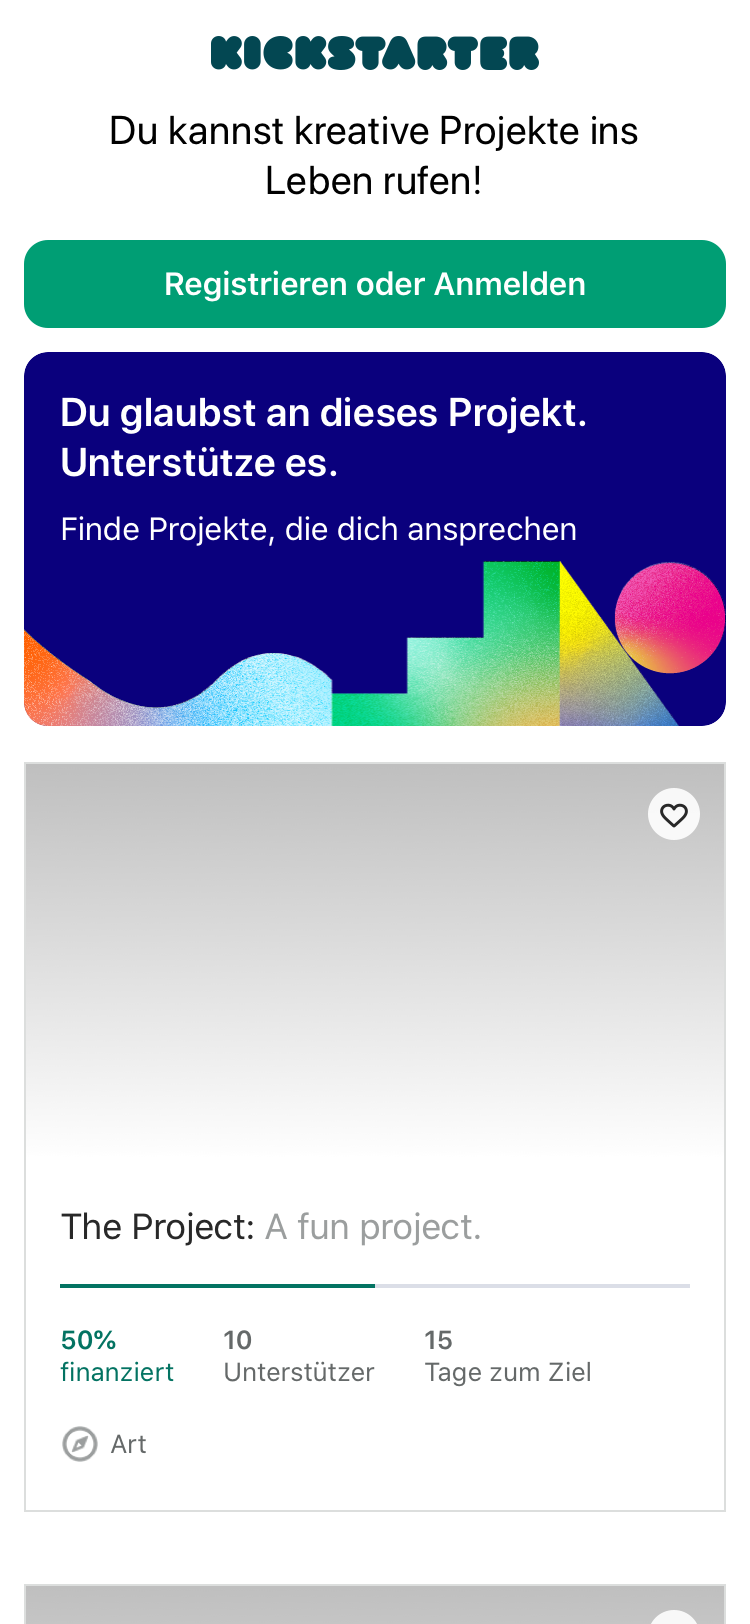 KICKSTARTER
Du kannst kreative Projekte ins
Leben rufen!
Registrieren oder Anmelden
Du glaubst an dieses Projekt.
Unterstütze es.
Finde Projekte, die dich ansprechen
The Project: A fun project.
50%
finanziert
10
Unterstützer
15
Tage zum Ziel
Art